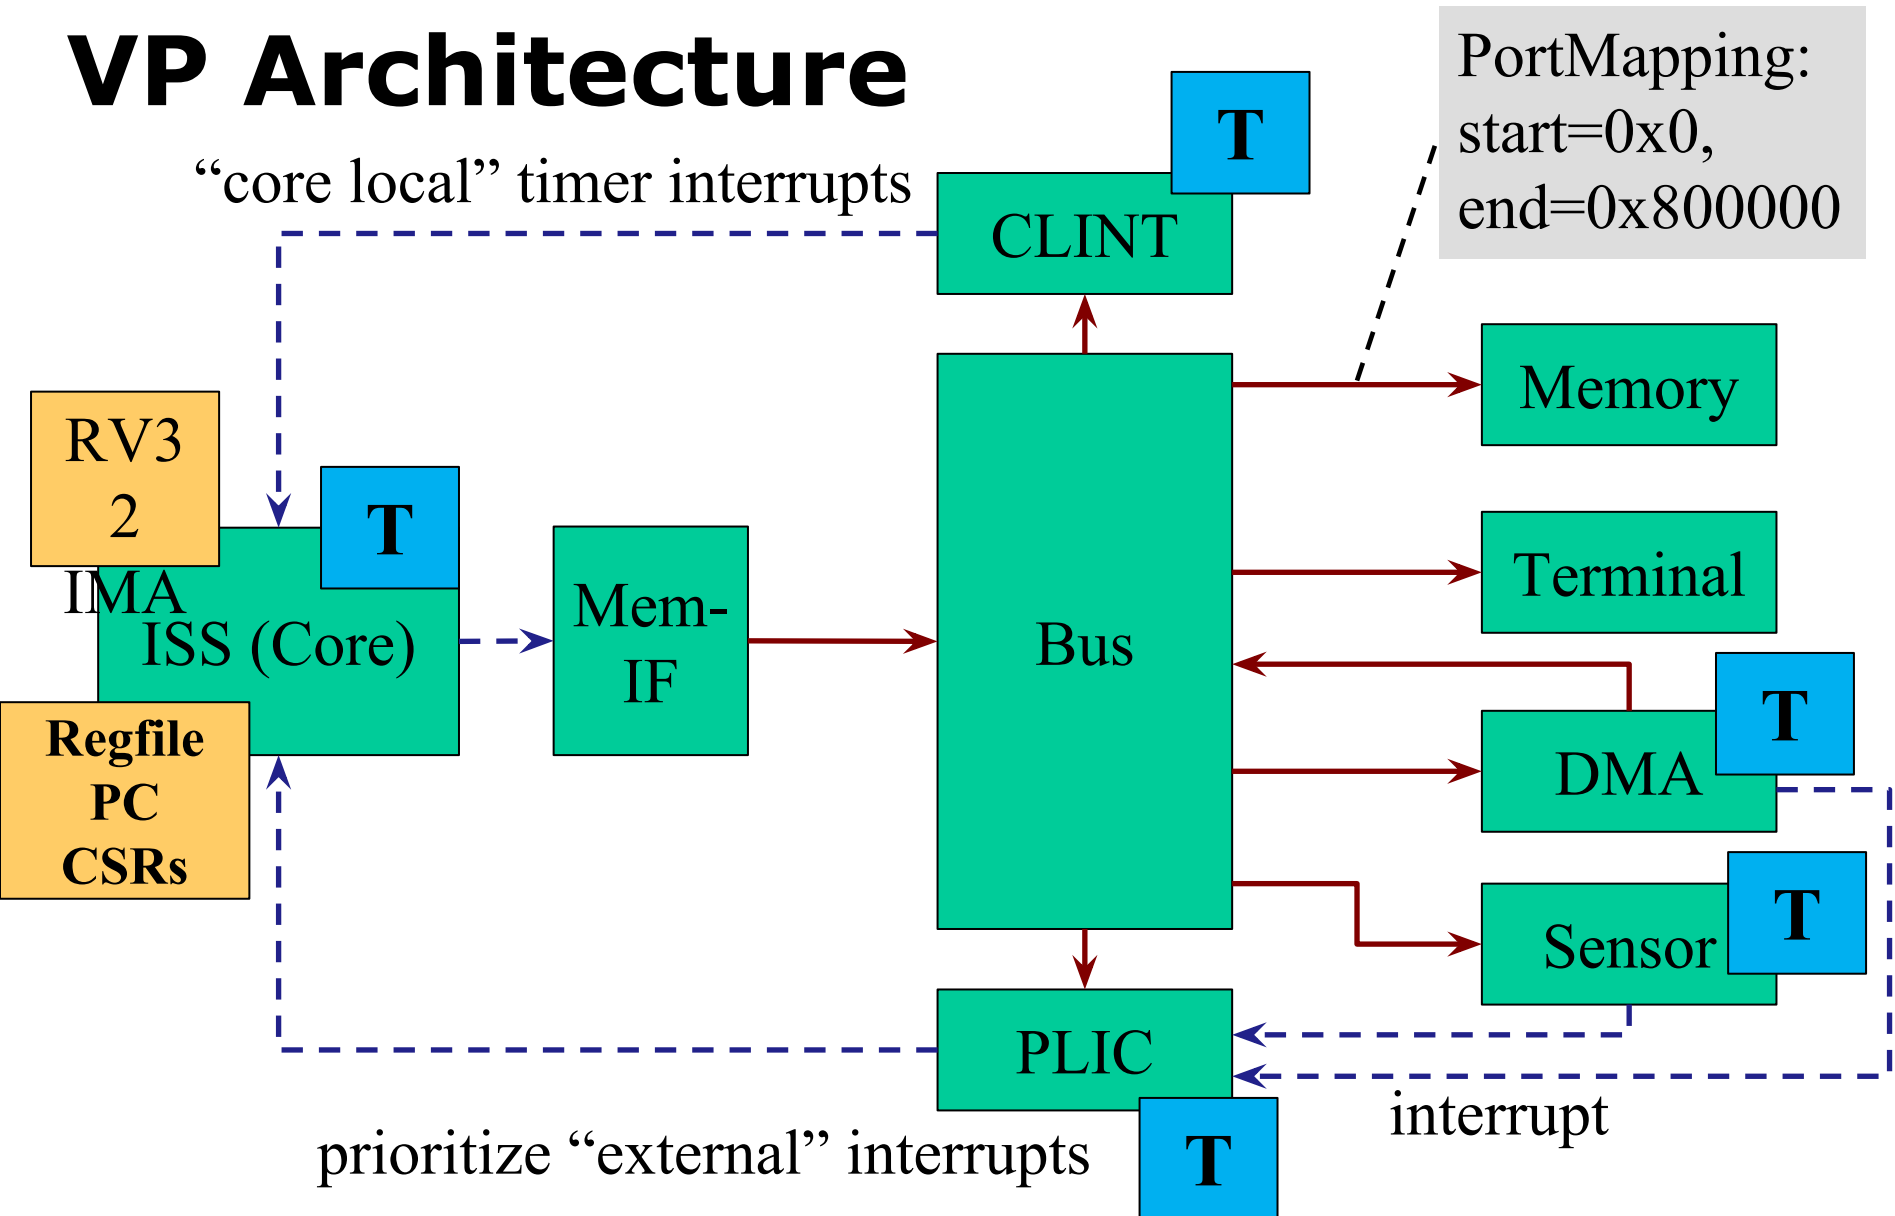 VP Architecture
PortMapping:
start=0x0,
end=0x800000
T
“core local” timer interrupts
CLINT
Memory
RV3
2
IMA
T
ISS (Core)
Mem-
IF
Bus
Terminal
T
DMA
Regfile
PC
CSRs
T
Sensor
PLIC
interrupt
prioritize “external” interrupts
T